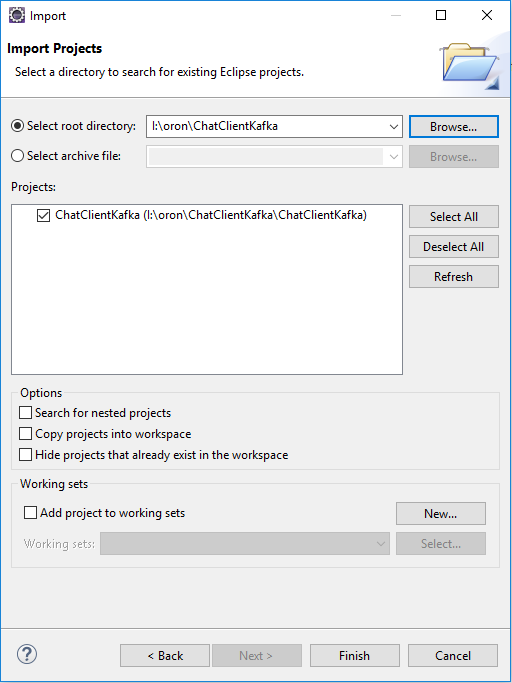 Import
Import Projects
Select a directory to search for existing Eclipse projects.
Select root directory: I:\oron\ChatClientKafka Browse...
Select archive file: Browse...
Projects:
ChatClientKafka (I:\oron\ChatClientKafka\ChatClientKafka) Select All
Deselect All
Refresh
Options
Search for nested projects
Copy projects into workspace
Hide projects that already exist in the workspace
Working sets
Add project to working sets New...
Working sets: Select...
? < Back Next > Finish Cancel